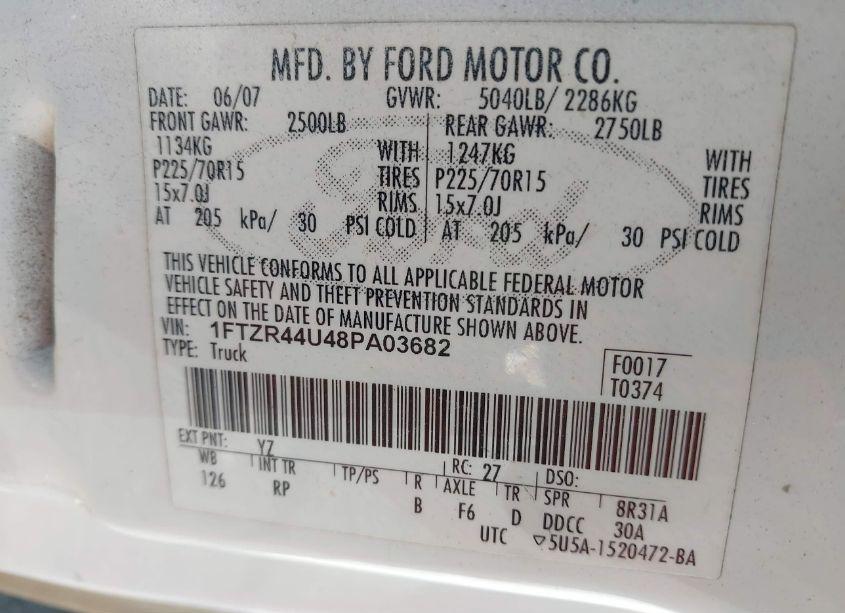 MFD. BY FORD MOTOR CO.
DATE: 06/07 GVWR: 5040LB/ 2286KG
FRONT GAWR: 2500LB REAR GAWR: 2750LB
1134KG WITH 1247KG WITH
P225/70R15 TIRES P225/70R15 TIRES
15x7.0J RIMS 15x7.0J RIMS
AT 205 kPa/ 30 PSI COLD AT 205 kPa/ 30 PSI COLD
Ford
THIS VEHICLE CONFORMS TO ALL APPLICABLE FEDERAL MOTOR
VEHICLE SAFETY AND THEFT PREVENTION STANDARDS IN
EFFECT ON THE DATE OF MANUFACTURE SHOWN ABOVE.
VIN: 1FTZR44U48PA03682
TYPE: Truck
F0017
T0374
EXT PNT: YZ RC: 27 DSO:
WB INT TR TP/PS R AXLE TR SPR 8R31A
126 RP B F6 D DDCC 30A
UTC ▽5U5A-1520472-BA